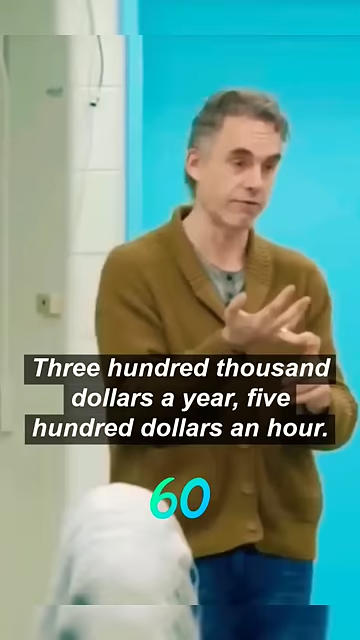 Three hundred thousand
dollars a year, five
hundred dollars an hour.
60